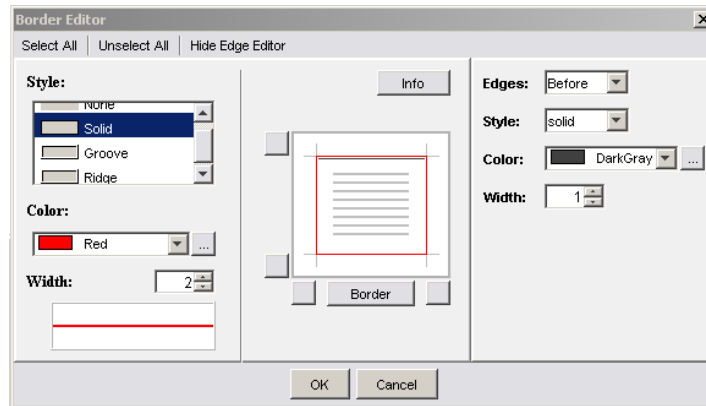 Border Editor
Select All Unselect All Hide Edge Editor
Style:
None
Solid
Groove
Ridge
Color:
Red
...
Width:
2
Info
Border
Edges: Before
Style: solid
Color: DarkGray ...
Width: 1
OK Cancel